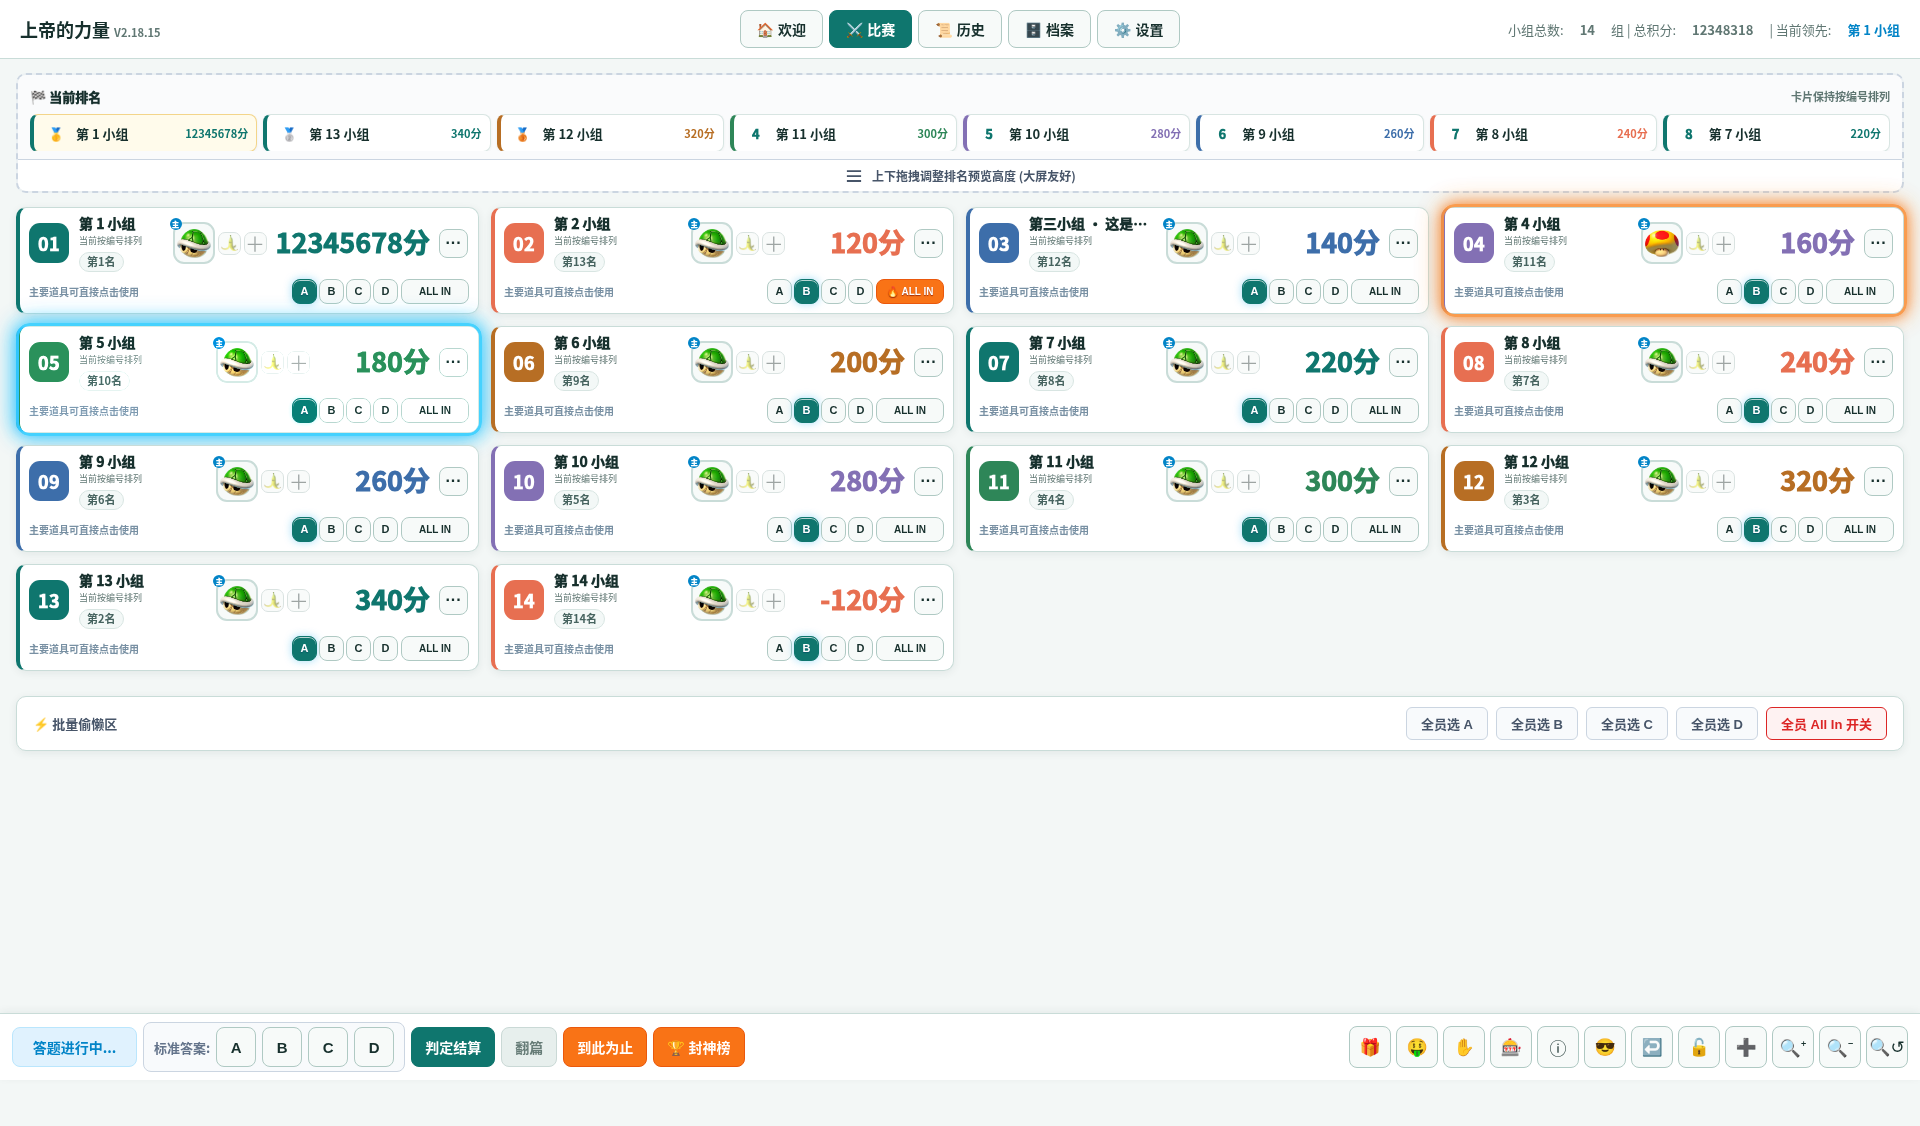 上帝的力量 V2.18.15
🏠 欢迎
⚔️ 比赛
📜 历史
🗄️ 档案
⚙️ 设置
小组总数: 14 组 | 总积分: 12348318 | 当前领先: 第 1 小组
🏁 当前排名
卡片保持按编号排列
🥇 第 1 小组 12345678分
🥈 第 13 小组 340分
🥉 第 12 小组 320分
4 第 11 小组 300分
5 第 10 小组 280分
6 第 9 小组 260分
7 第 8 小组 240分
8 第 7 小组 220分
上下拖拽调整排名预览高度 (大屏友好)
01
第 1 小组
当前按编号排列
第1名
主
12345678分
···
主要道具可直接点击使用
A B C D ALL IN
02
第 2 小组
当前按编号排列
第13名
主
120分
···
主要道具可直接点击使用
A B C D 🔥 ALL IN
03
第三小组 · 这是···
当前按编号排列
第12名
主
140分
···
主要道具可直接点击使用
A B C D ALL IN
04
第 4 小组
当前按编号排列
第11名
主
160分
···
主要道具可直接点击使用
A B C D ALL IN
05
第 5 小组
当前按编号排列
第10名
主
180分
···
主要道具可直接点击使用
A B C D ALL IN
06
第 6 小组
当前按编号排列
第9名
主
200分
···
主要道具可直接点击使用
A B C D ALL IN
07
第 7 小组
当前按编号排列
第8名
主
220分
···
主要道具可直接点击使用
A B C D ALL IN
08
第 8 小组
当前按编号排列
第7名
主
240分
···
主要道具可直接点击使用
A B C D ALL IN
09
第 9 小组
当前按编号排列
第6名
主
260分
···
主要道具可直接点击使用
A B C D ALL IN
10
第 10 小组
当前按编号排列
第5名
主
280分
···
主要道具可直接点击使用
A B C D ALL IN
11
第 11 小组
当前按编号排列
第4名
主
300分
···
主要道具可直接点击使用
A B C D ALL IN
12
第 12 小组
当前按编号排列
第3名
主
320分
···
主要道具可直接点击使用
A B C D ALL IN
13
第 13 小组
当前按编号排列
第2名
主
340分
···
主要道具可直接点击使用
A B C D ALL IN
14
第 14 小组
当前按编号排列
第14名
主
-120分
···
主要道具可直接点击使用
A B C D ALL IN
⚡ 批量偷懒区
全员选 A
全员选 B
全员选 C
全员选 D
全员 All In 开关
答题进行中...
标准答案: A B C D
判定结算
翻篇
到此为止
🏆 封神榜